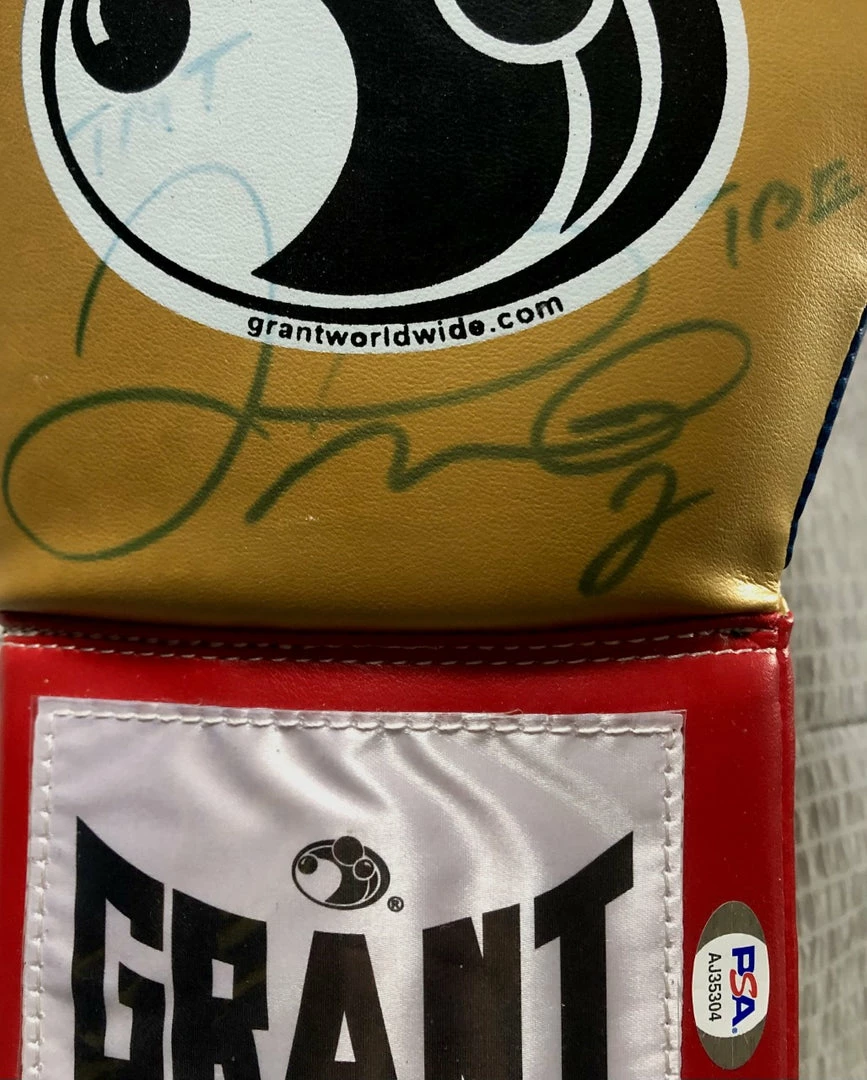 TMT
TBE
grantworldwide.com
®
GRANT
PSA
AJ35304